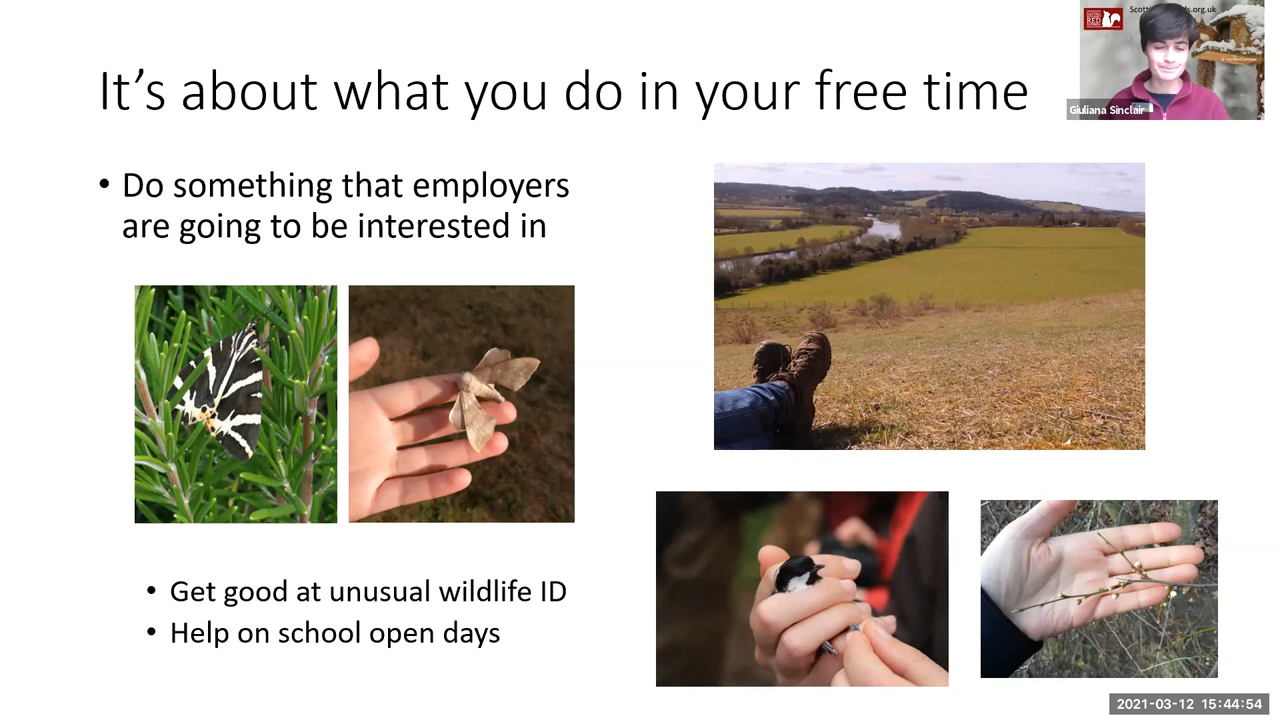 It's about what you do in your free time
RED
Giuliana Sinclair
• Do something that employers
are going to be interested in
• Get good at unusual wildlife ID
• Help on school open days
2021-03-12 15:44:54